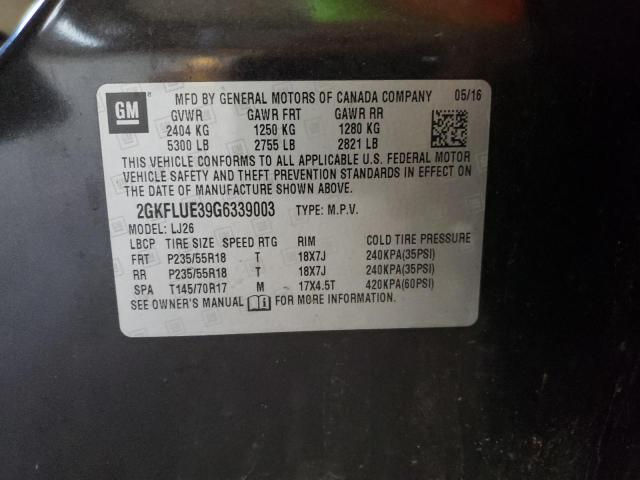 GM ® MFD BY GENERAL MOTORS OF CANADA COMPANY 05/16
GVWR GAWR FRT GAWR RR
2404 KG 1250 KG 1280 KG
5300 LB 2755 LB 2821 LB
THIS VEHICLE CONFORMS TO ALL APPLICABLE U.S. FEDERAL MOTOR
VEHICLE SAFETY AND THEFT PREVENTION STANDARDS IN EFFECT ON
THE DATE OF MANUFACTURE SHOWN ABOVE.
2GKFLUE39G6339003 TYPE: M.P.V.
MODEL: LJ26
LBCP TIRE SIZE SPEED RTG RIM COLD TIRE PRESSURE
FRT P235/55R18 T 18X7J 240KPA(35PSI)
RR P235/55R18 T 18X7J 240KPA(35PSI)
SPA T145/70R17 M 17X4.5T 420KPA(60PSI)
SEE OWNER'S MANUAL FOR MORE INFORMATION.